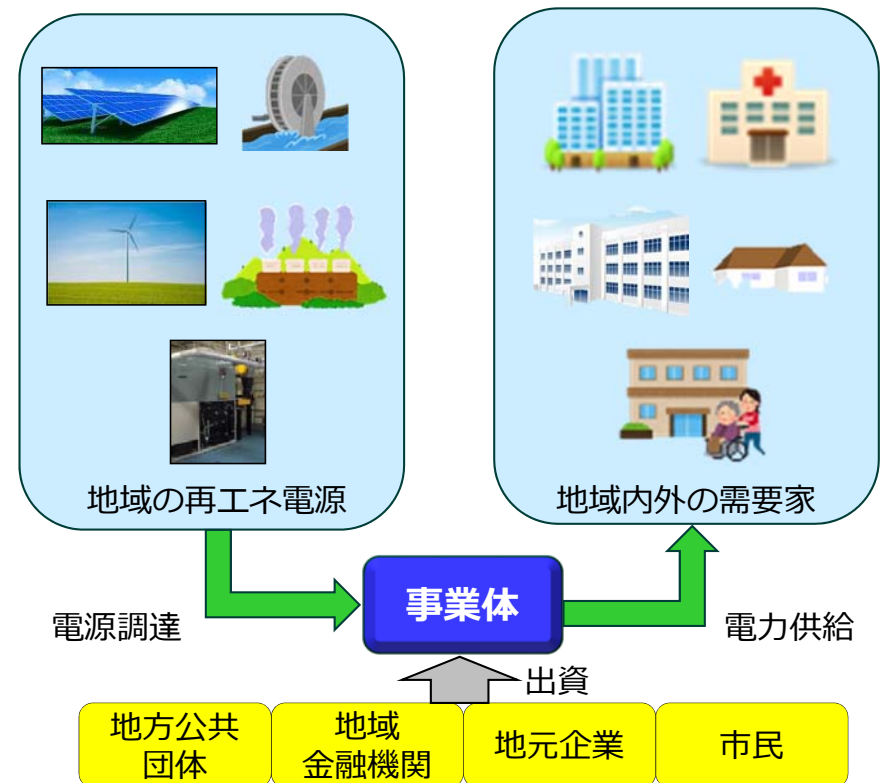 地域の再エネ電源
地域内外の需要家
事業体
電源調達
電力供給
出資
地方公共
団体
地域
金融機関
地元企業
市民